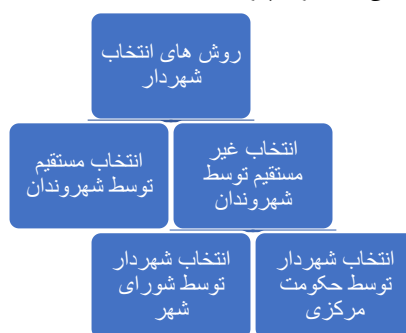 روش های انتخاب
شهردار
انتخاب غیر
مستقیم توسط
شهروندان
انتخاب مستقیم
توسط شهروندان
انتخاب شهردار
توسط حکومت
مرکزی
انتخاب شهردار
توسط شورای
شهر